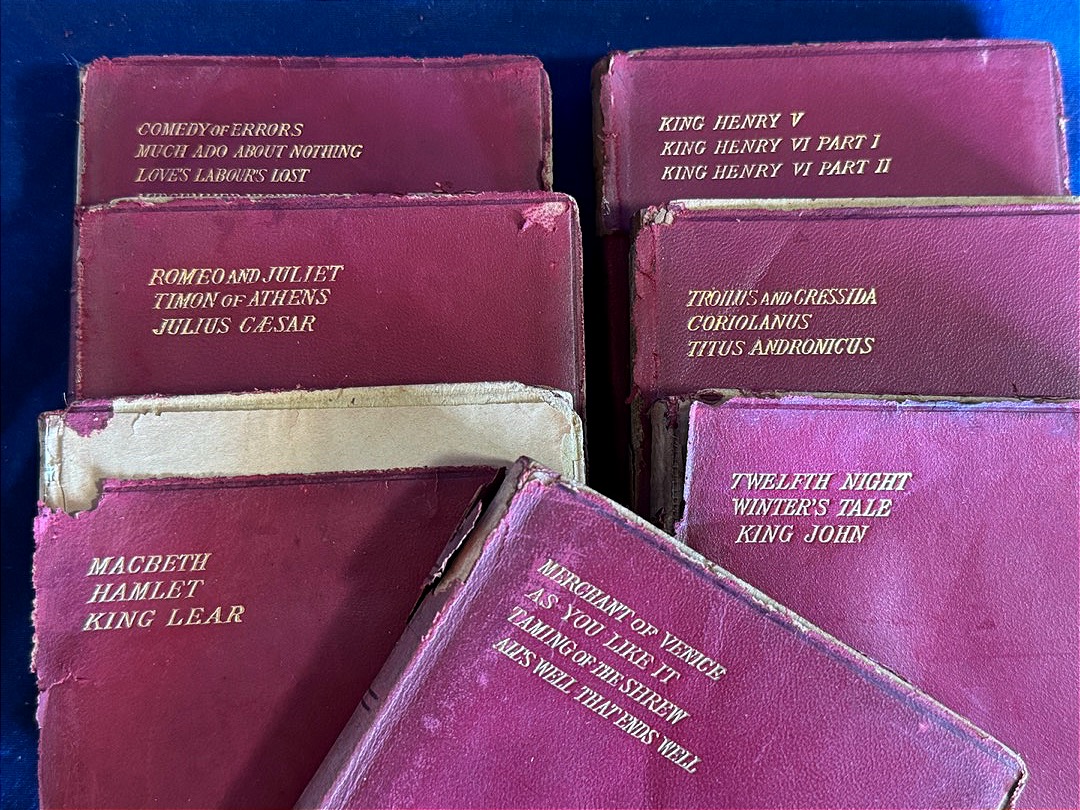 COMEDY OF ERRORS
MUCH ADO ABOUT NOTHING
LOVE'S LABOUR'S LOST
KING HENRY V
KING HENRY VI PART I
KING HENRY VI PART II
ROMEO AND JULIET
TIMON OF ATHENS
JULIUS CÆSAR
TROILUS AND CRESSIDA
CORIOLANUS
TITUS ANDRONICUS
MACBETH
HAMLET
KING LEAR
TWELFTH NIGHT
WINTER'S TALE
KING JOHN
MERCHANT OF VENICE
AS YOU LIKE IT
TAMING OF THE SHREW
ALL'S WELL THAT ENDS WELL